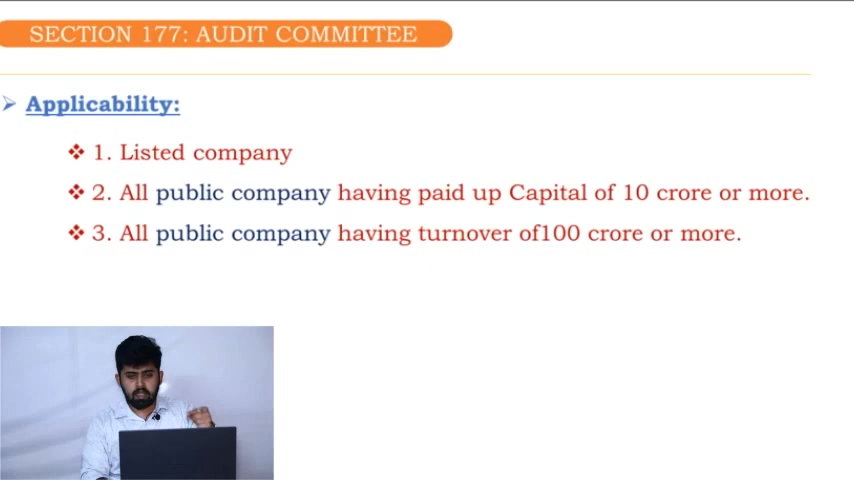 SECTION 177: AUDIT COMMITTEE
Applicability:
1. Listed company
2. All public company having paid up Capital of 10 crore or more.
3. All public company having turnover of100 crore or more.